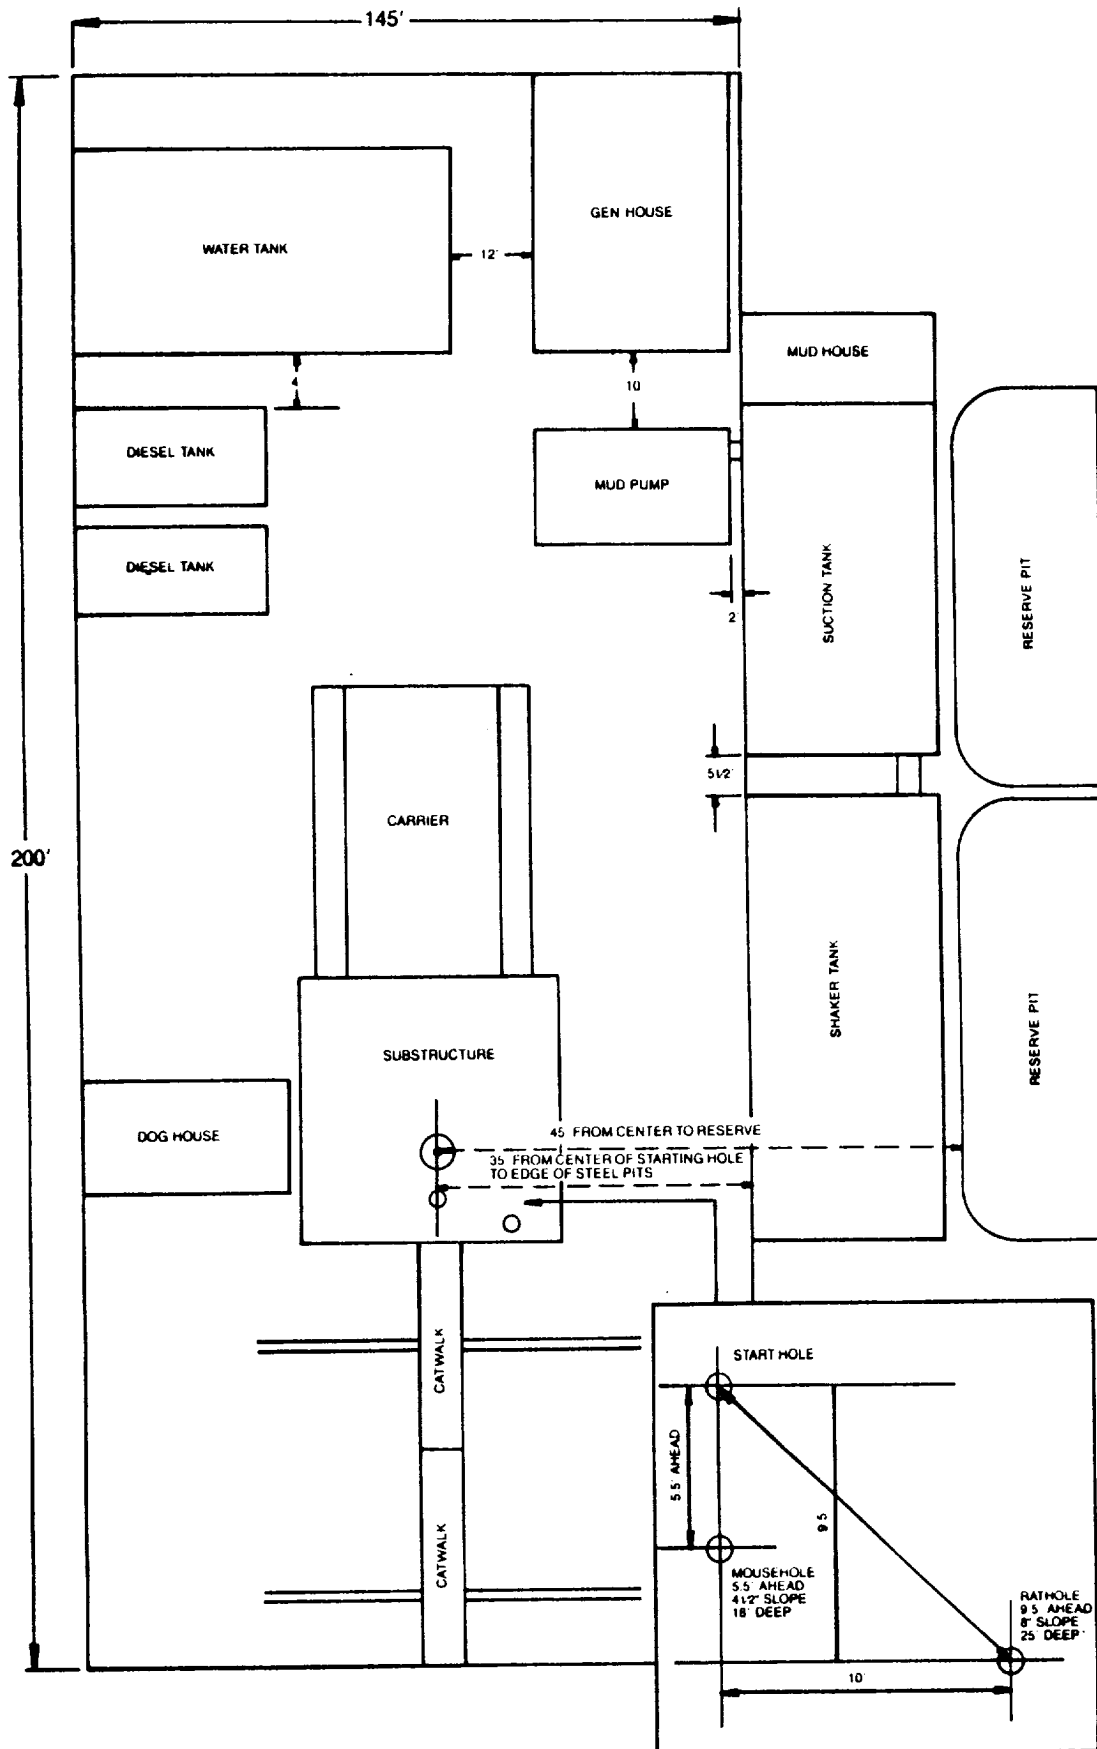 145'
GEN HOUSE
WATER TANK
12'
MUD HOUSE
4
10
DIESEL TANK
MUD PUMP
SUCTION TANK
RESERVE PIT
DIESEL TANK
2'
5 1/2'
CARRIER
200'
SHAKER TANK
RESERVE PIT
SUBSTRUCTURE
DOG HOUSE
45 FROM CENTER TO RESERVE
35 FROM CENTER OF STARTING HOLE
TO EDGE OF STEEL PITS
CATWALK
START HOLE
5.5' AHEAD
9.5
CATWALK
MOUSEHOLE
5.5' AHEAD
4 1/2" SLOPE
18' DEEP
RATHOLE
9.5 AHEAD
8" SLOPE
25' DEEP
10'